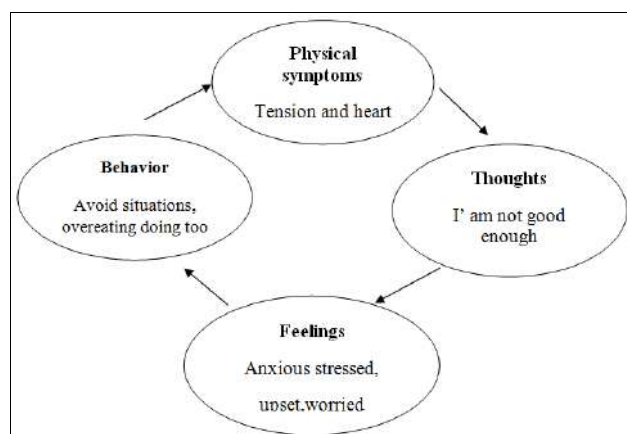 Physical
symptoms
Tension and heart
Behavior
Avoid situations,
overeating doing too
Thoughts
I' am not good
enough
Feelings
Anxious stressed,
upset,worried